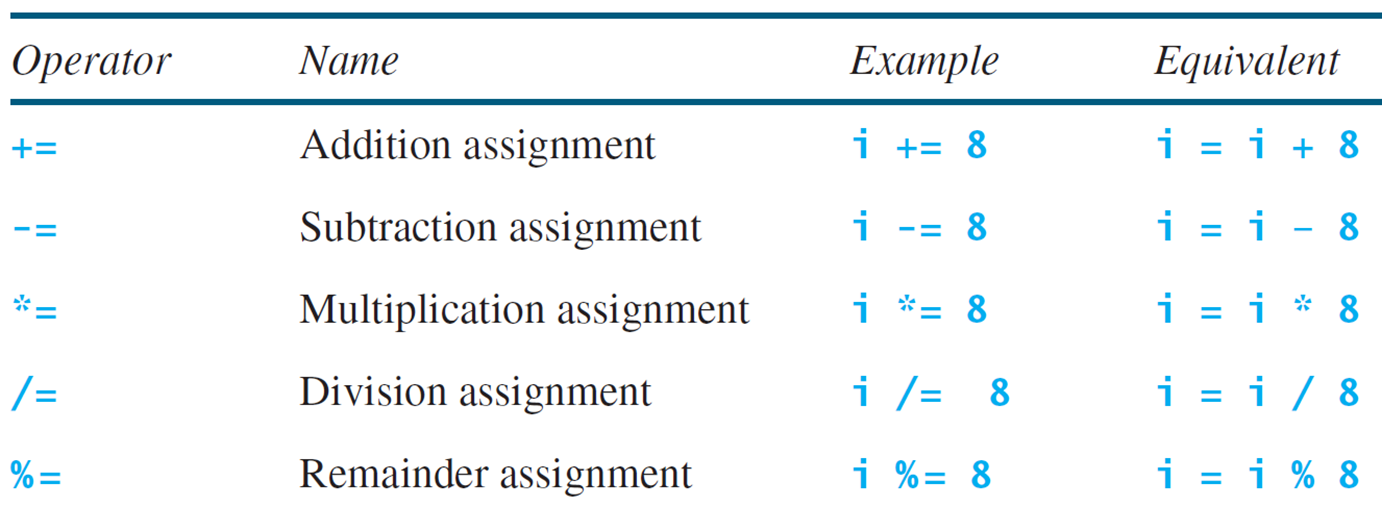 Operator Name Example Equivalent
+= Addition assignment i += 8 i = i + 8
-= Subtraction assignment i -= 8 i = i – 8
*= Multiplication assignment i *= 8 i = i * 8
/= Division assignment i /= 8 i = i / 8
%= Remainder assignment i %= 8 i = i % 8